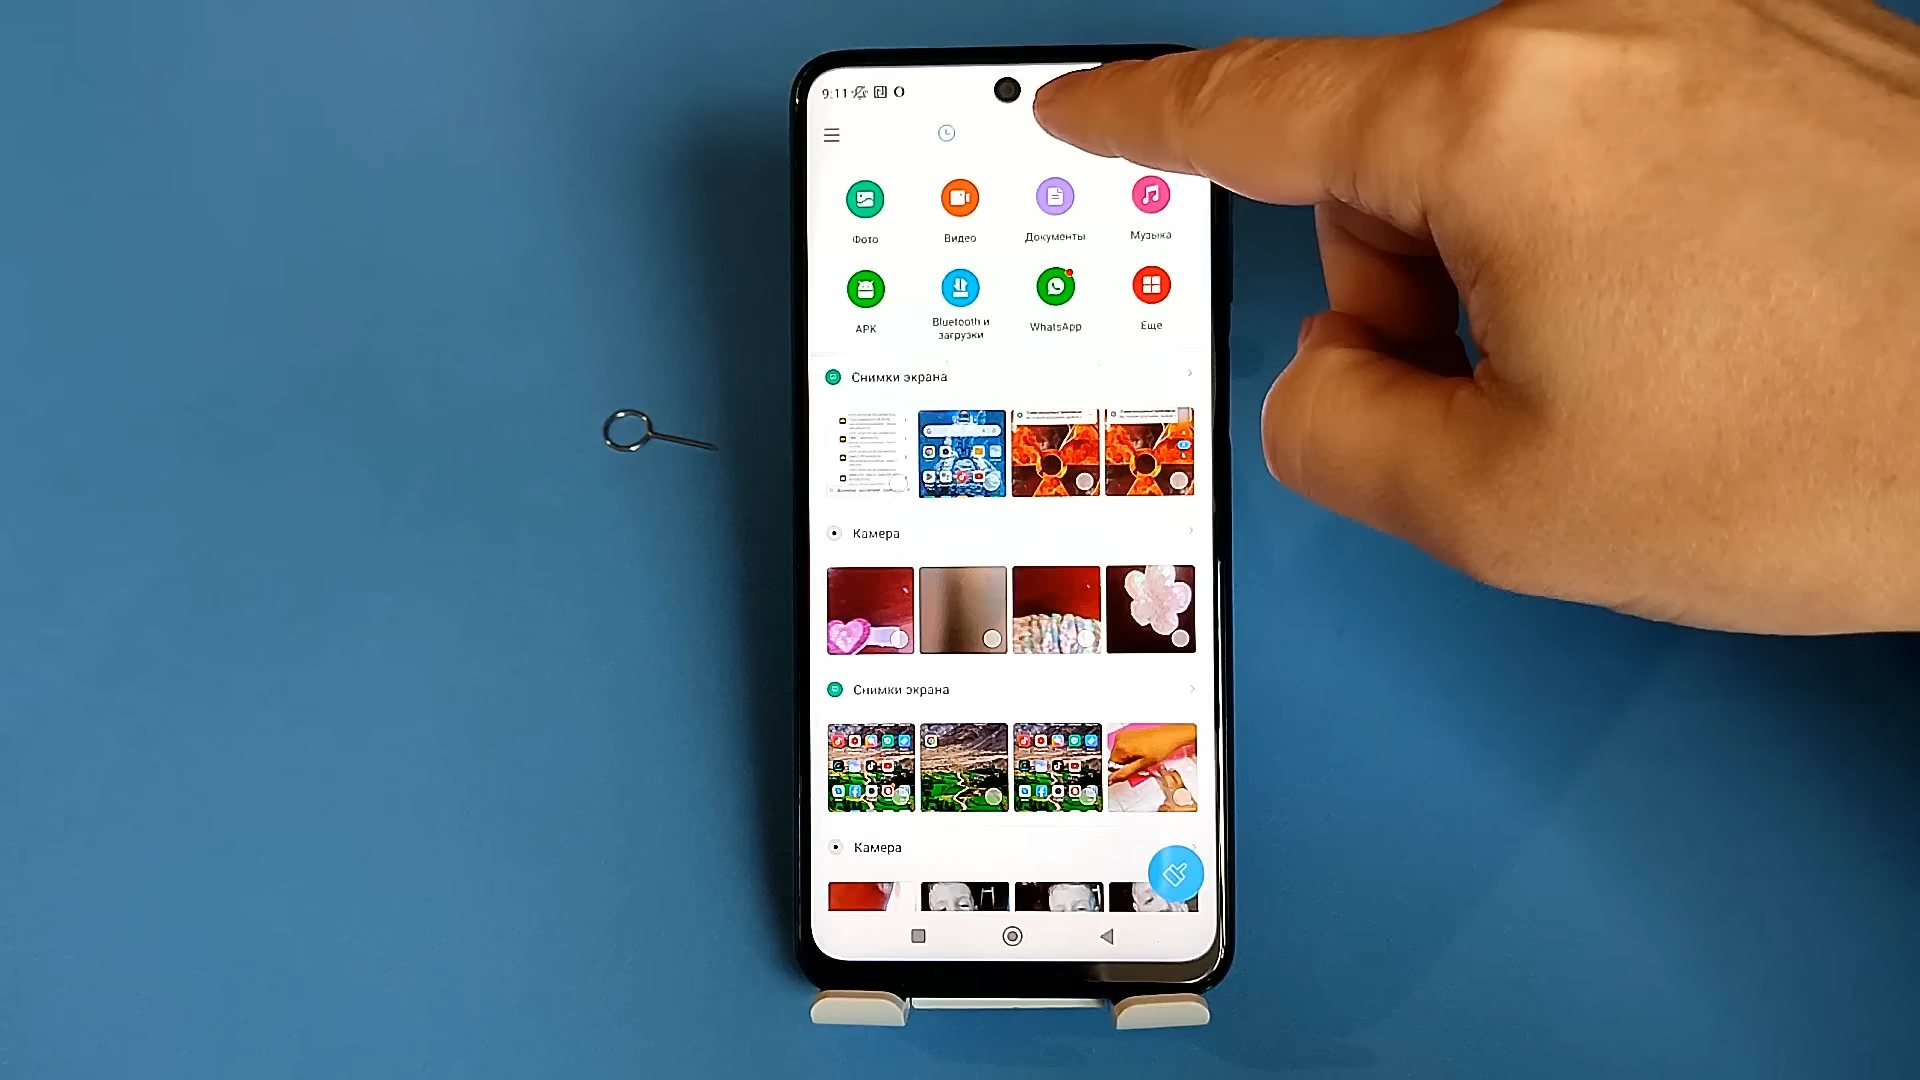 9:11
Фото
Видео
Документы
Музыка
APK
Bluetooth и
загрузки
WhatsApp
Еще
Снимки экрана
Камера
Снимки экрана
Камера